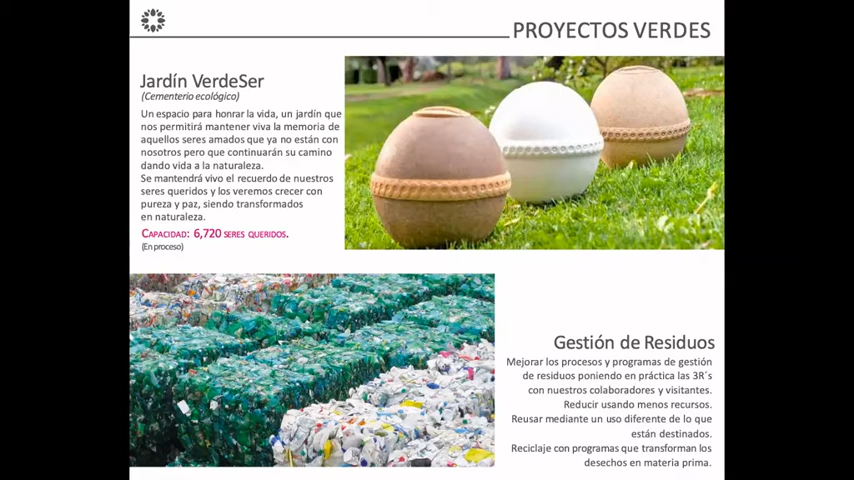 PROYECTOS VERDES
Jardín VerdeSer
(Cementerio ecológico)
Un espacio para honrar la vida, un jardín que
nos permitirá mantener viva la memoria de
aquellos seres amados que ya no están con
nosotros pero que continuarán su camino
dando vida a la naturaleza.
Se mantendrá vivo el recuerdo de nuestros
seres queridos y los veremos crecer con
pureza y paz, siendo transformados
en naturaleza.
CAPACIDAD: 6,720 SERES QUERIDOS.
(En proceso)
Gestión de Residuos
Mejorar los procesos y programas de gestión
de residuos poniendo en práctica las 3R´s
con nuestros colaboradores y visitantes.
Reducir usando menos recursos.
Reusar mediante un uso diferente de lo que
están destinados.
Reciclaje con programas que transforman los
desechos en materia prima.